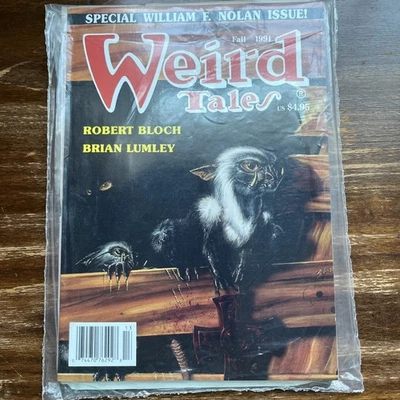 SPECIAL WILLIAM F. NOLAN ISSUE!
Fall 1991
Weird
Tales
®
US $4.95
ROBERT BLOCH
BRIAN LUMLEY